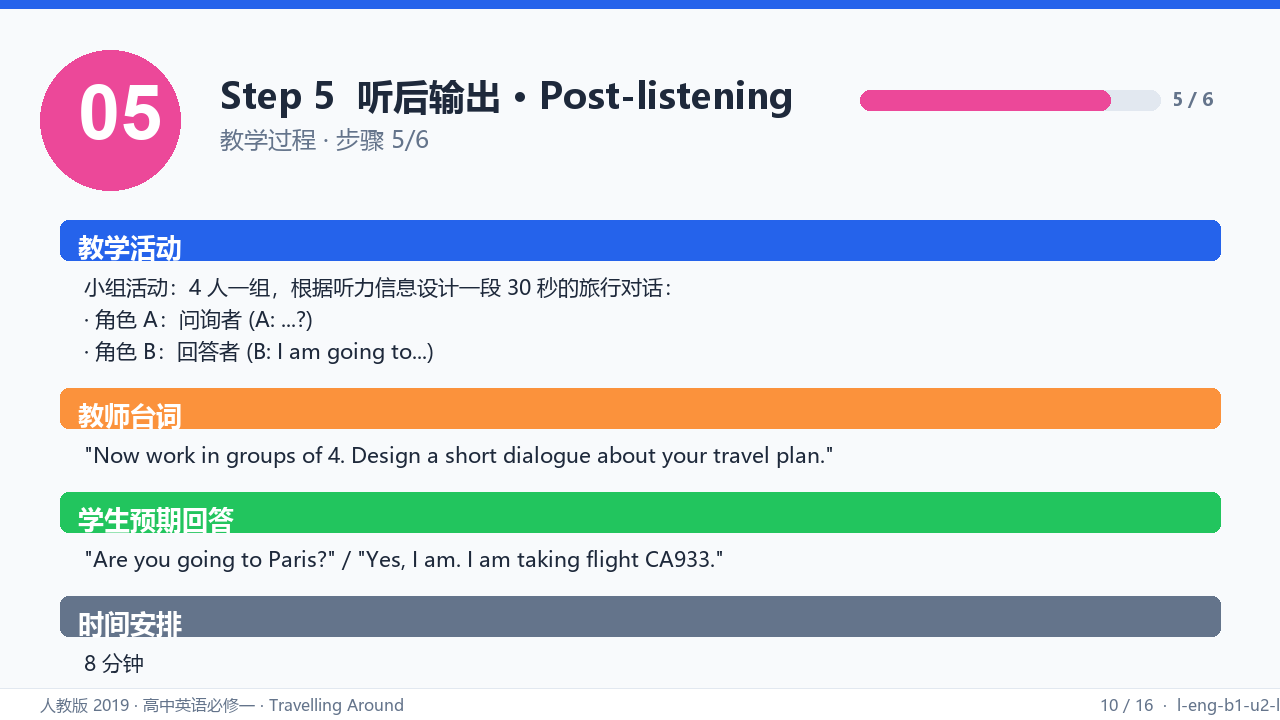 05
Step 5 听后输出 • Post-listening
5 / 6
教学过程 · 步骤 5/6
教学活动
小组活动：4 人一组，根据听力信息设计一段 30 秒的旅行对话：
· 角色 A：问询者 (A: ...?)
· 角色 B：回答者 (B: I am going to...)
教师台词
"Now work in groups of 4. Design a short dialogue about your travel plan."
学生预期回答
"Are you going to Paris?" / "Yes, I am. I am taking flight CA933."
时间安排
8 分钟
人教版 2019 · 高中英语必修一 · Travelling Around
10 / 16 · l-eng-b1-u2-l